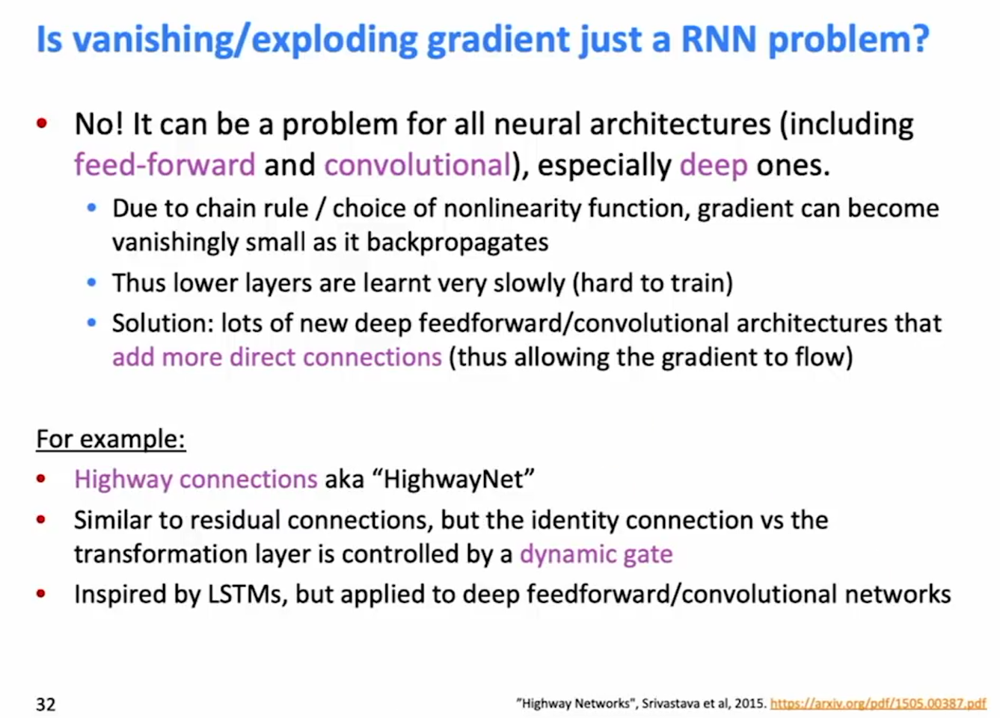 Is vanishing/exploding gradient just a RNN problem?
• No! It can be a problem for all neural architectures (including
feed-forward and convolutional), especially deep ones.
• Due to chain rule / choice of nonlinearity function, gradient can become
vanishingly small as it backpropagates
• Thus lower layers are learnt very slowly (hard to train)
• Solution: lots of new deep feedforward/convolutional architectures that
add more direct connections (thus allowing the gradient to flow)
For example:
• Highway connections aka “HighwayNet”
• Similar to residual connections, but the identity connection vs the
transformation layer is controlled by a dynamic gate
• Inspired by LSTMs, but applied to deep feedforward/convolutional networks
32
"Highway Networks", Srivastava et al, 2015. https://arxiv.org/pdf/1505.00387.pdf